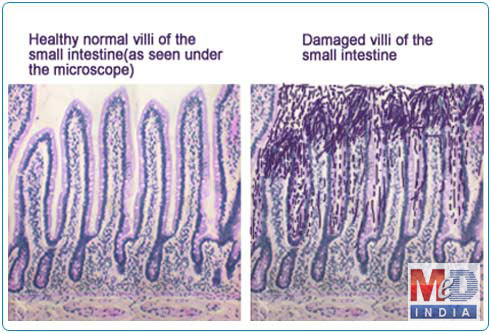 Healthy normal villi of the
small intestine(as seen under
the microscope)
Damaged villi of the
small intestine
MeD
INDIA